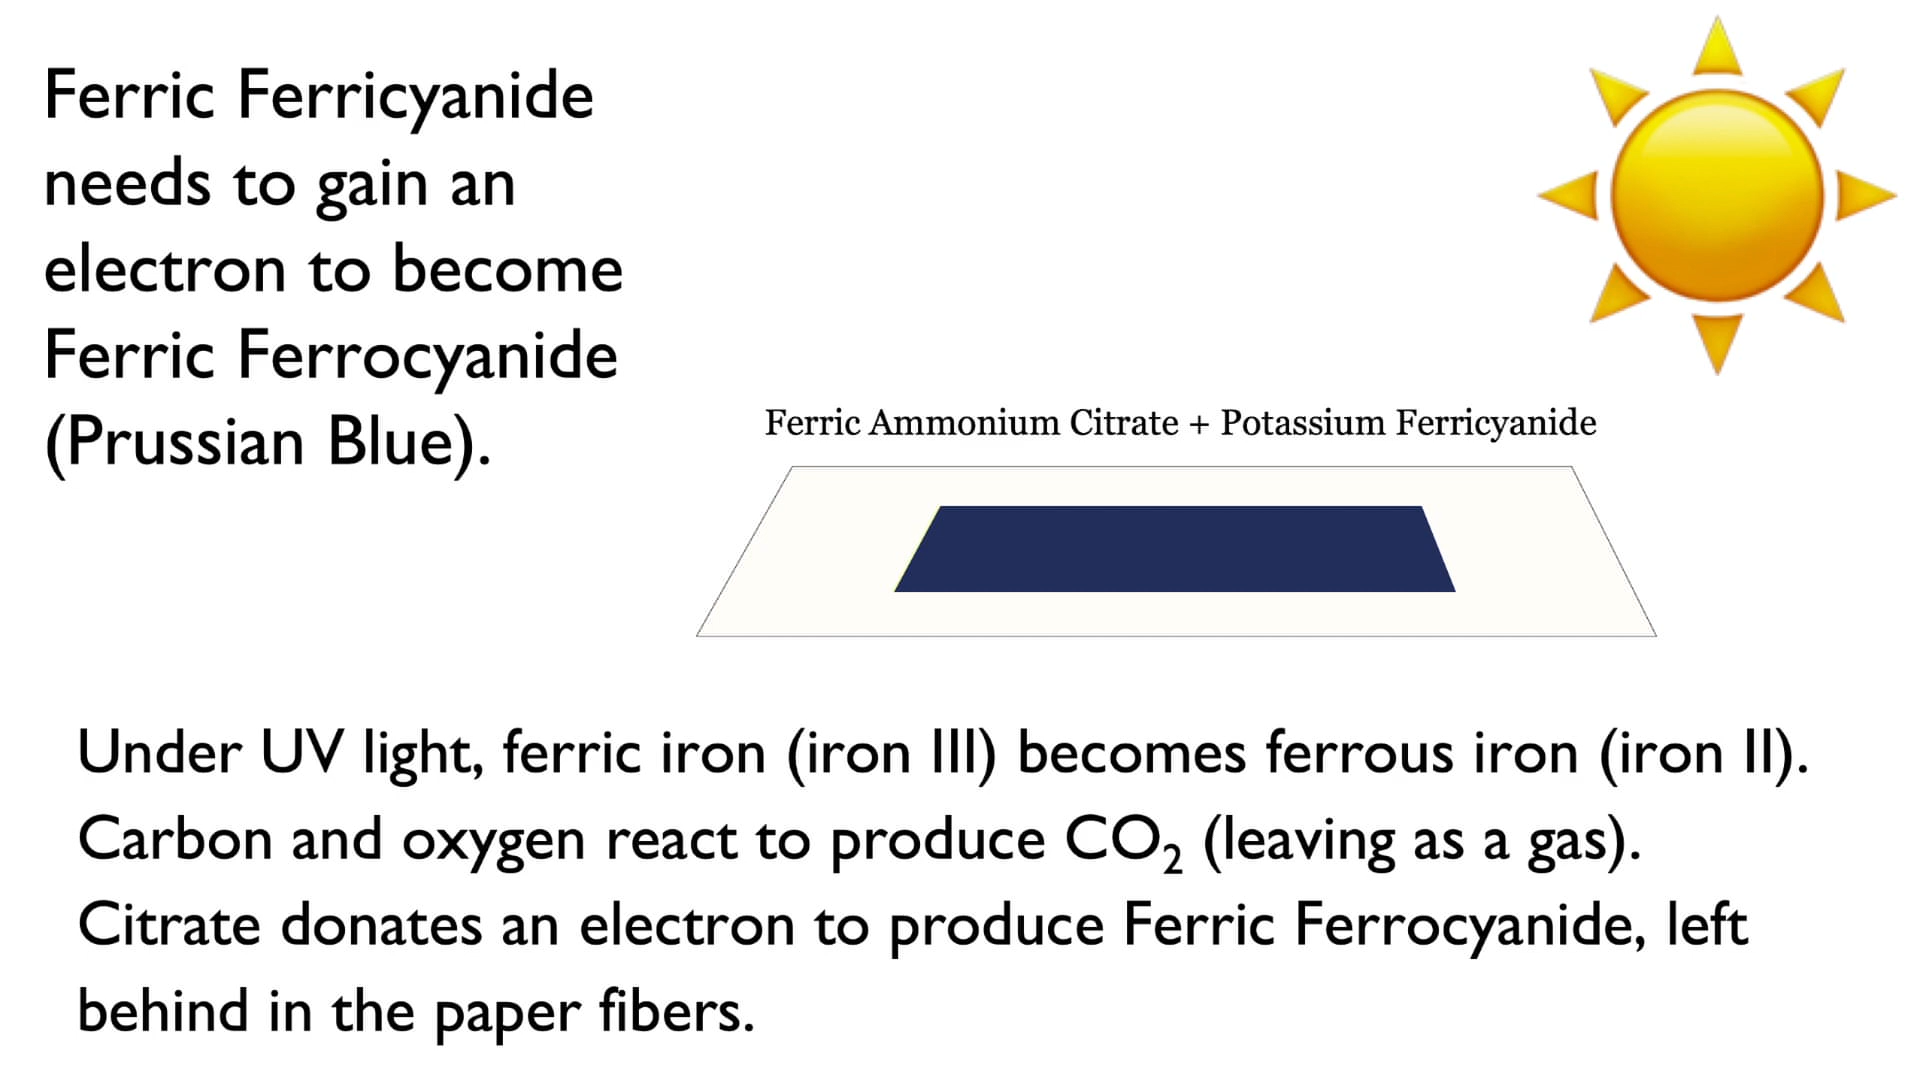 Ferric Ferricyanide
needs to gain an
electron to become
Ferric Ferrocyanide
(Prussian Blue).
Ferric Ammonium Citrate + Potassium Ferricyanide
Under UV light, ferric iron (iron III) becomes ferrous iron (iron II).
Carbon and oxygen react to produce CO₂ (leaving as a gas).
Citrate donates an electron to produce Ferric Ferrocyanide, left
behind in the paper fibers.